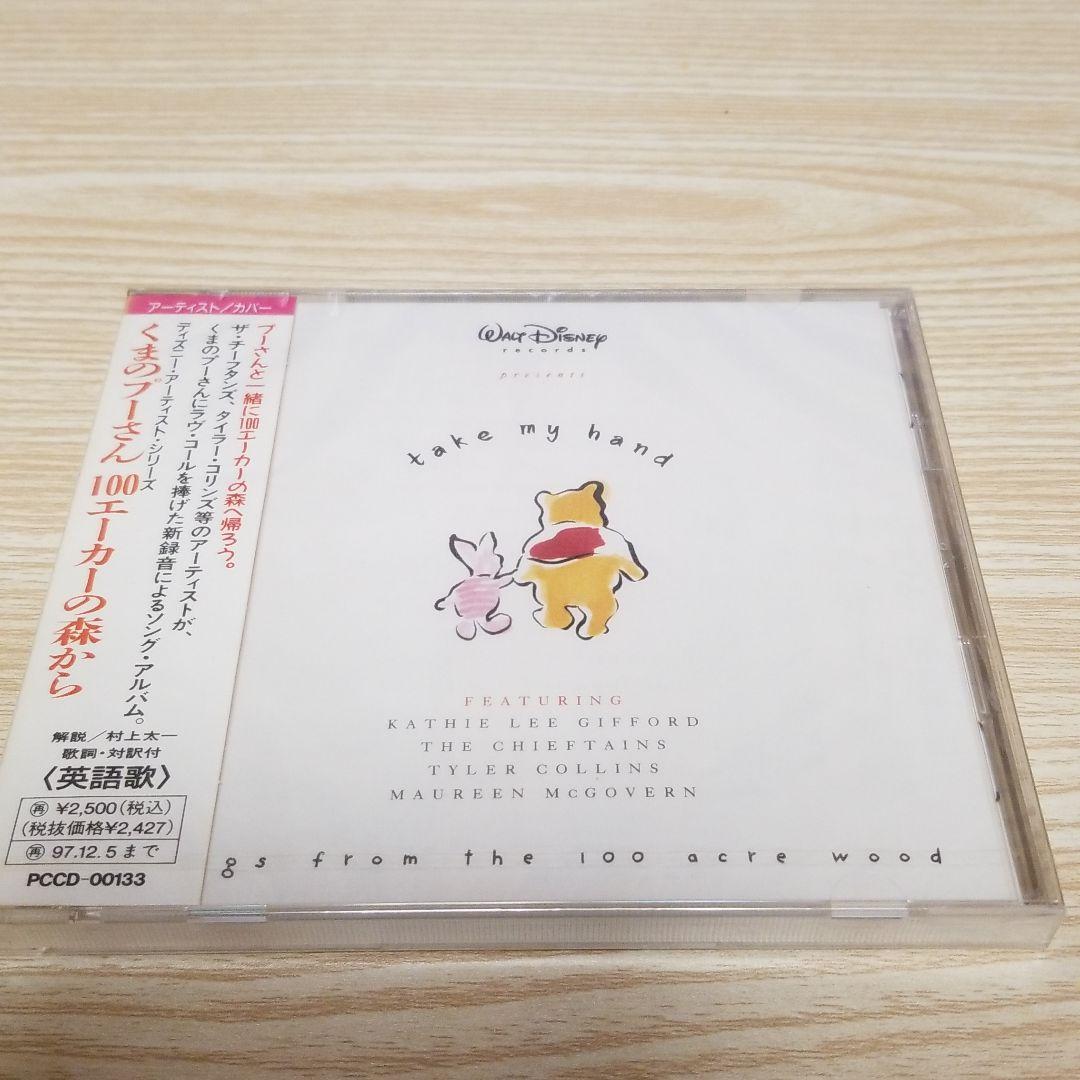 アーティスト/カバー
プーさんと一緒に100エーカーの森へ帰ろう。
ザ・チーフタンズ、タイラー・コリンズ等のアーティストが、
くまのプーさんにラヴ・コールを捧げた新録音によるソング・アルバム。
ディズニー・アーティスト・シリーズ
くまのプーさん 100エーカーの森から
解説/村上太一
歌詞・対訳付
〈英語歌〉
再 ¥2,500(税込)
(税抜価格¥2,427)
再 97.12.5まで
PCCD-00133
WALT DISNEY
records
presents
take my hand
FEATURING
KATHIE LEE GIFFORD
THE CHIEFTAINS
TYLER COLLINS
MAUREEN McGOVERN
gs from the 100 acre wood